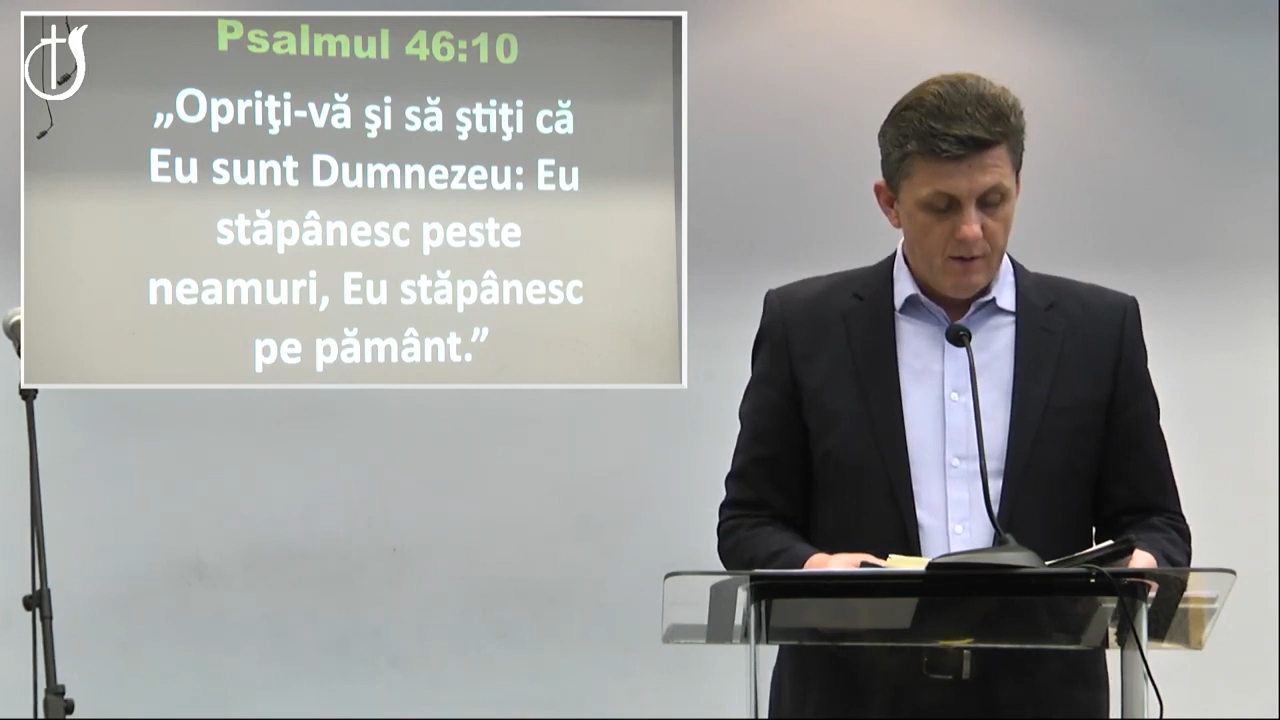 Psalmul 46:10
„Opriţi-vă şi să ştiţi că
Eu sunt Dumnezeu: Eu
stăpânesc peste
neamuri, Eu stăpânesc
pe pământ.”